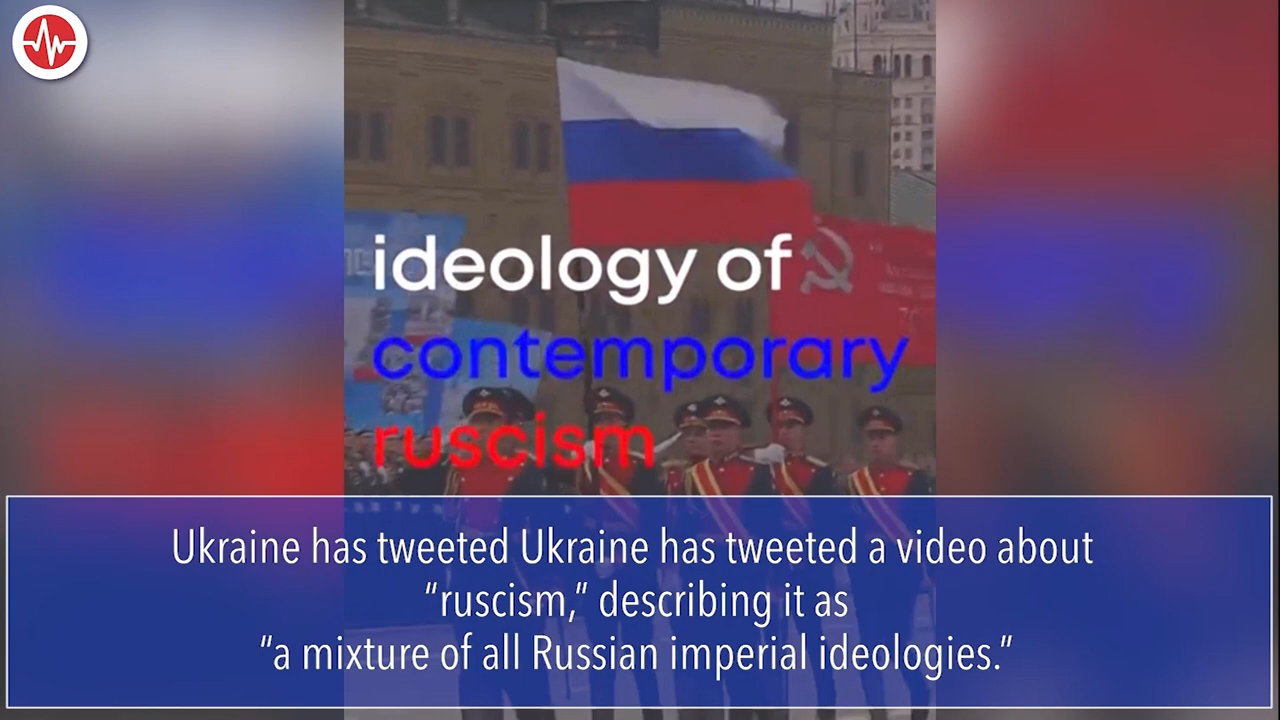 ideology of
contemporary
ruscism
Ukraine has tweeted Ukraine has tweeted a video about
“ruscism,” describing it as
“a mixture of all Russian imperial ideologies.”